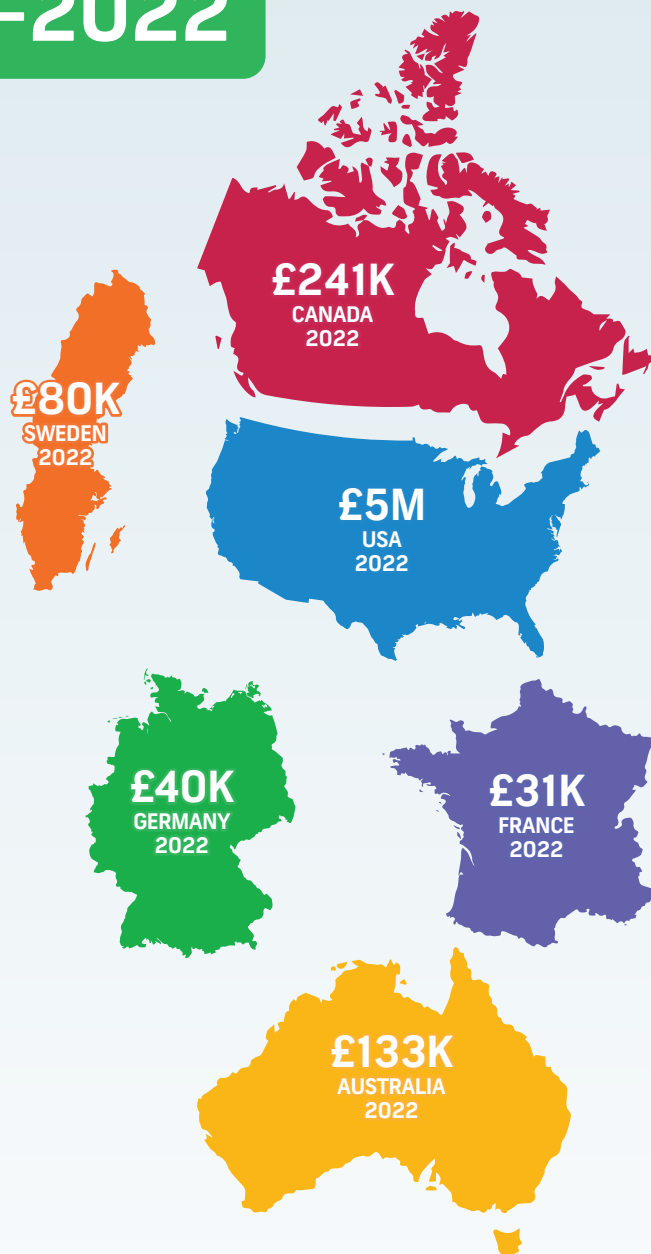 –2022
£241K
CANADA
2022
£80K
SWEDEN
2022
£5M
USA
2022
£40K
GERMANY
2022
£31K
FRANCE
2022
£133K
AUSTRALIA
2022